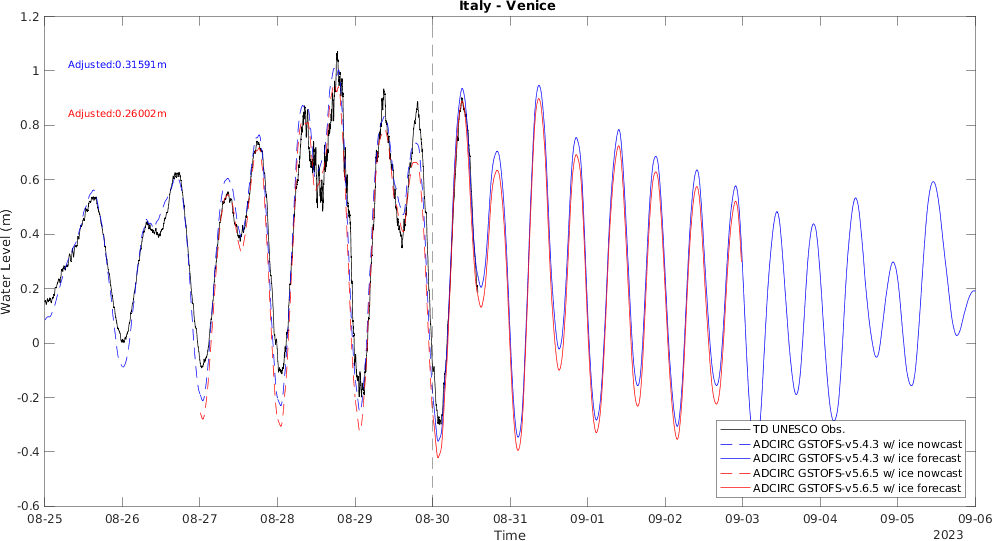 Italy - Venice
1.2
1
0.8
0.6
0.4
0.2
0
-0.2
-0.4
-0.6
Water Level (m)
Adjusted:0.31591m
Adjusted:0.26002m
TD UNESCO Obs.
ADCIRC GSTOFS-v5.4.3 w/ ice nowcast
ADCIRC GSTOFS-v5.4.3 w/ ice forecast
ADCIRC GSTOFS-v5.6.5 w/ ice nowcast
ADCIRC GSTOFS-v5.6.5 w/ ice forecast
08-25 08-26 08-27 08-28 08-29 08-30 08-31 09-01 09-02 09-03 09-04 09-05 09-06
Time
2023